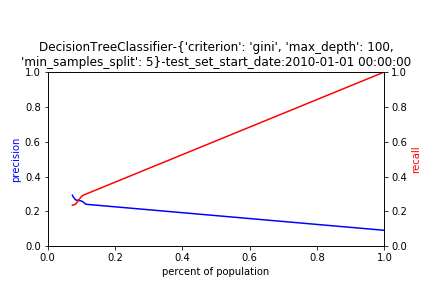 DecisionTreeClassifier-{'criterion': 'gini', 'max_depth': 100,
'min_samples_split': 5}-test_set_start_date:2010-01-01 00:00:00
1.0
0.8
0.6
0.4
0.2
0.0
precision
1.0
0.8
0.6
0.4
0.2
0.0
recall
0.0 0.2 0.4 0.6 0.8 1.0
percent of population